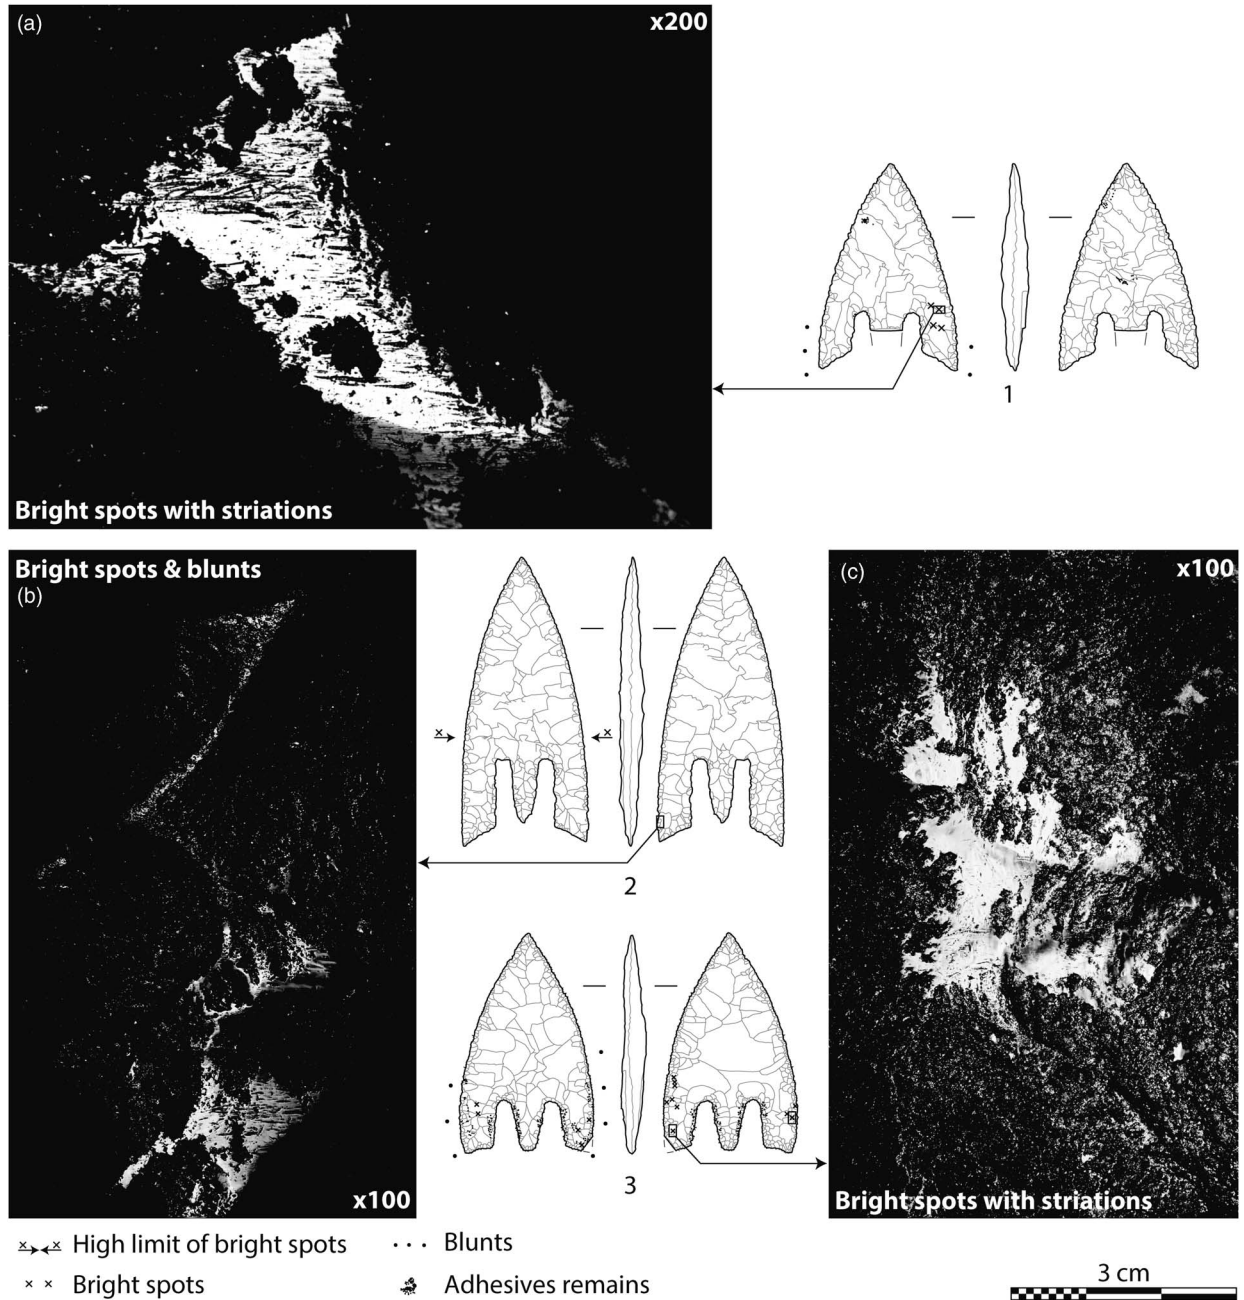 (a)
x200
Bright spots with striations
1
Bright spots & blunts
(b)
x100
2
3
(c)
x100
Bright spots with striations
High limit of bright spots
Bright spots
Blunts
Adhesives remains
3 cm